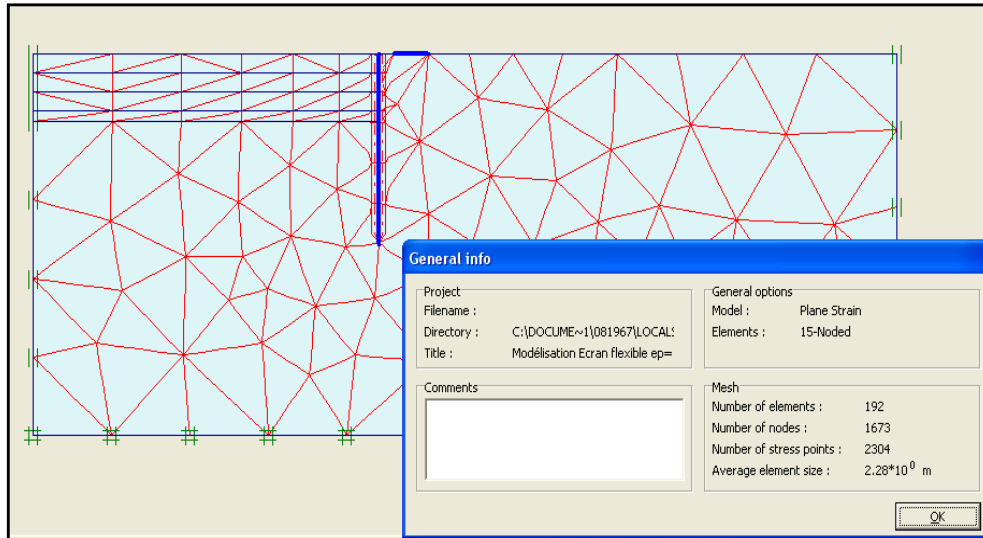 General info
Project
Filename :
Directory : C:\DOCUME~1\081967\LOCALS
Title : Modélisation Ecran flexible ep=
General options
Model : Plane Strain
Elements : 15-Noded
Comments
Mesh
Number of elements : 192
Number of nodes : 1673
Number of stress points : 2304
Average element size : 2.28*10⁰ m
OK